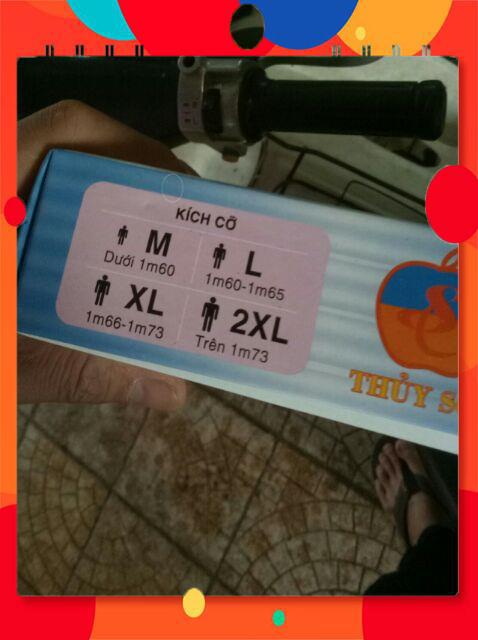 KÍCH CỠ
M
Dưới 1m60
L
1m60-1m65
XL
1m66-1m73
2XL
Trên 1m73
THỦY